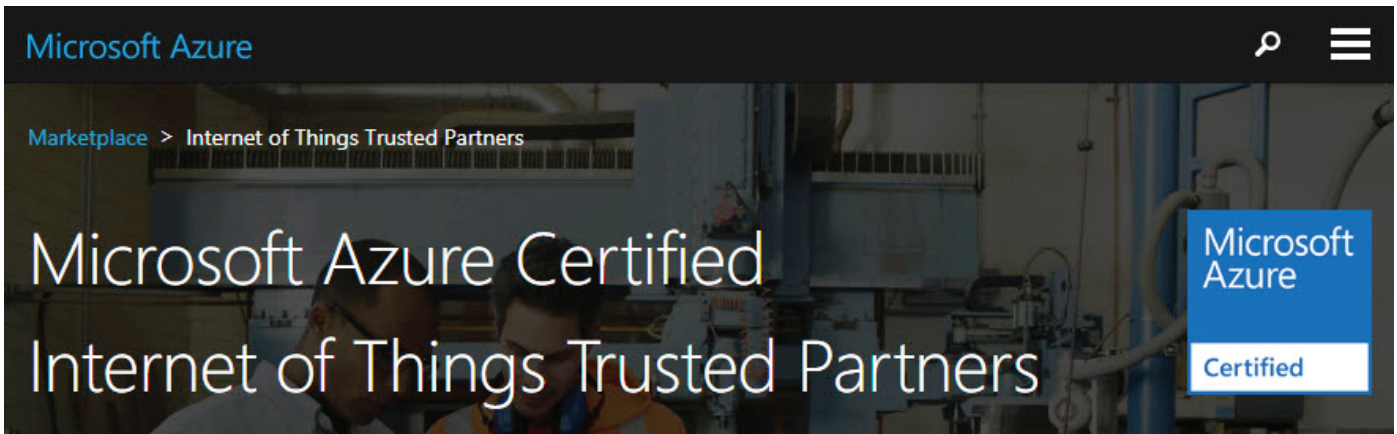 Microsoft Azure
Marketplace > Internet of Things Trusted Partners
Microsoft Azure Certified
Internet of Things Trusted Partners
Microsoft
Azure
Certified